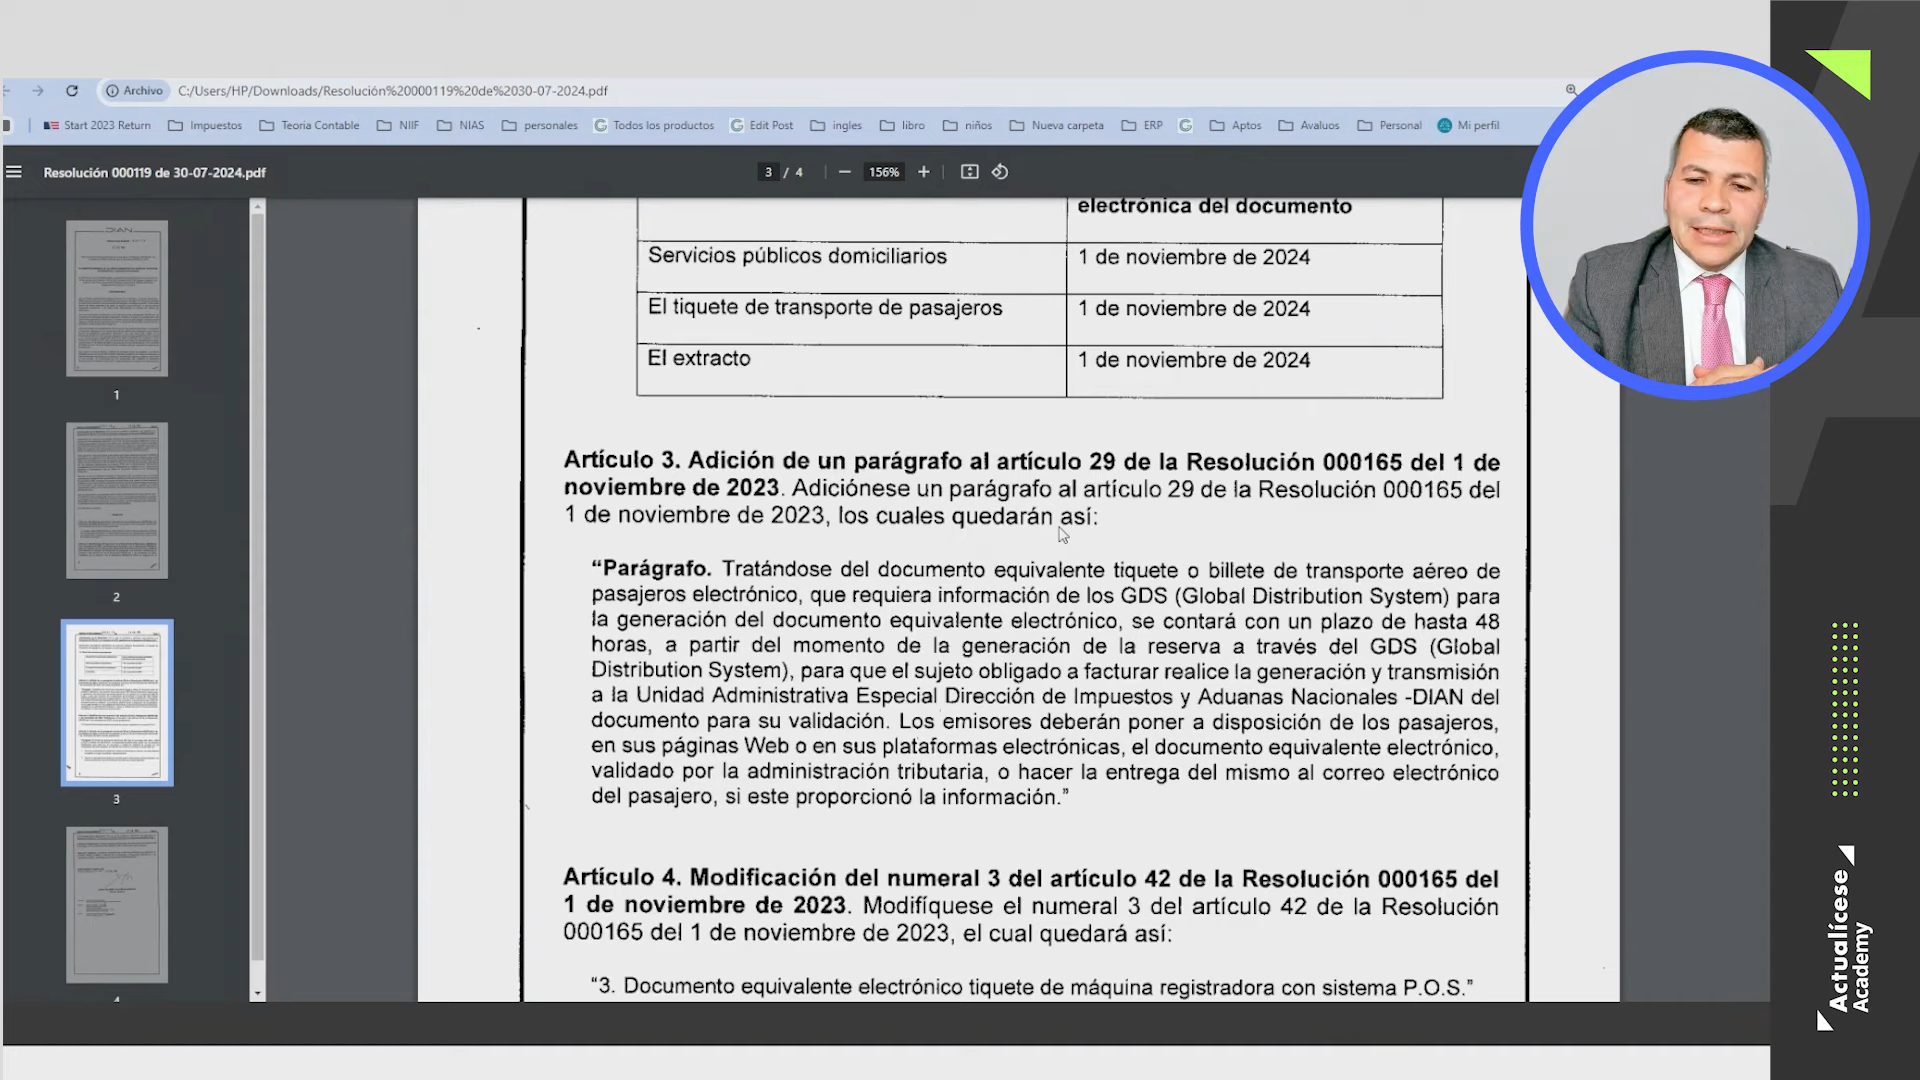 Archivo C:/Users/HP/Downloads/Resolución%20000119%20de%2030-07-2024.pdf
Start 2023 Return Impuestos Teoria Contable NIIF NIAS personales Todos los productos Edit Post ingles libro niños Nueva carpeta ERP Aptos Avaluos Personal Mi perfil
Resolución 000119 de 30-07-2024.pdf 3 / 4 156%
DIAN
1
2
3
4
electrónica del documento
Servicios públicos domiciliarios 1 de noviembre de 2024
El tiquete de transporte de pasajeros 1 de noviembre de 2024
El extracto 1 de noviembre de 2024
Artículo 3. Adición de un parágrafo al artículo 29 de la Resolución 000165 del 1 de
noviembre de 2023. Adiciónese un parágrafo al artículo 29 de la Resolución 000165 del
1 de noviembre de 2023, los cuales quedarán así:
“Parágrafo. Tratándose del documento equivalente tiquete o billete de transporte aéreo de
pasajeros electrónico, que requiera información de los GDS (Global Distribution System) para
la generación del documento equivalente electrónico, se contará con un plazo de hasta 48
horas, a partir del momento de la generación de la reserva a través del GDS (Global
Distribution System), para que el sujeto obligado a facturar realice la generación y transmisión
a la Unidad Administrativa Especial Dirección de Impuestos y Aduanas Nacionales -DIAN del
documento para su validación. Los emisores deberán poner a disposición de los pasajeros,
en sus páginas Web o en sus plataformas electrónicas, el documento equivalente electrónico,
validado por la administración tributaria, o hacer la entrega del mismo al correo electrónico
del pasajero, si este proporcionó la información.”
Artículo 4. Modificación del numeral 3 del artículo 42 de la Resolución 000165 del
1 de noviembre de 2023. Modifíquese el numeral 3 del artículo 42 de la Resolución
000165 del 1 de noviembre de 2023, el cual quedará así:
“3. Documento equivalente electrónico tiquete de máquina registradora con sistema P.O.S.”
Actualícese
Academy